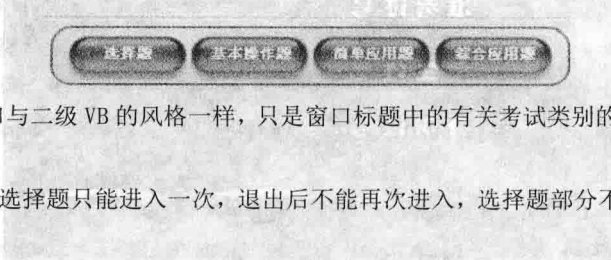 选择题 基本操作题 简单应用题 综合应用题
与二级 VB 的风格一样，只是窗口标题中的有关考试类别的
选择题只能进入一次，退出后不能再次进入，选择题部分不